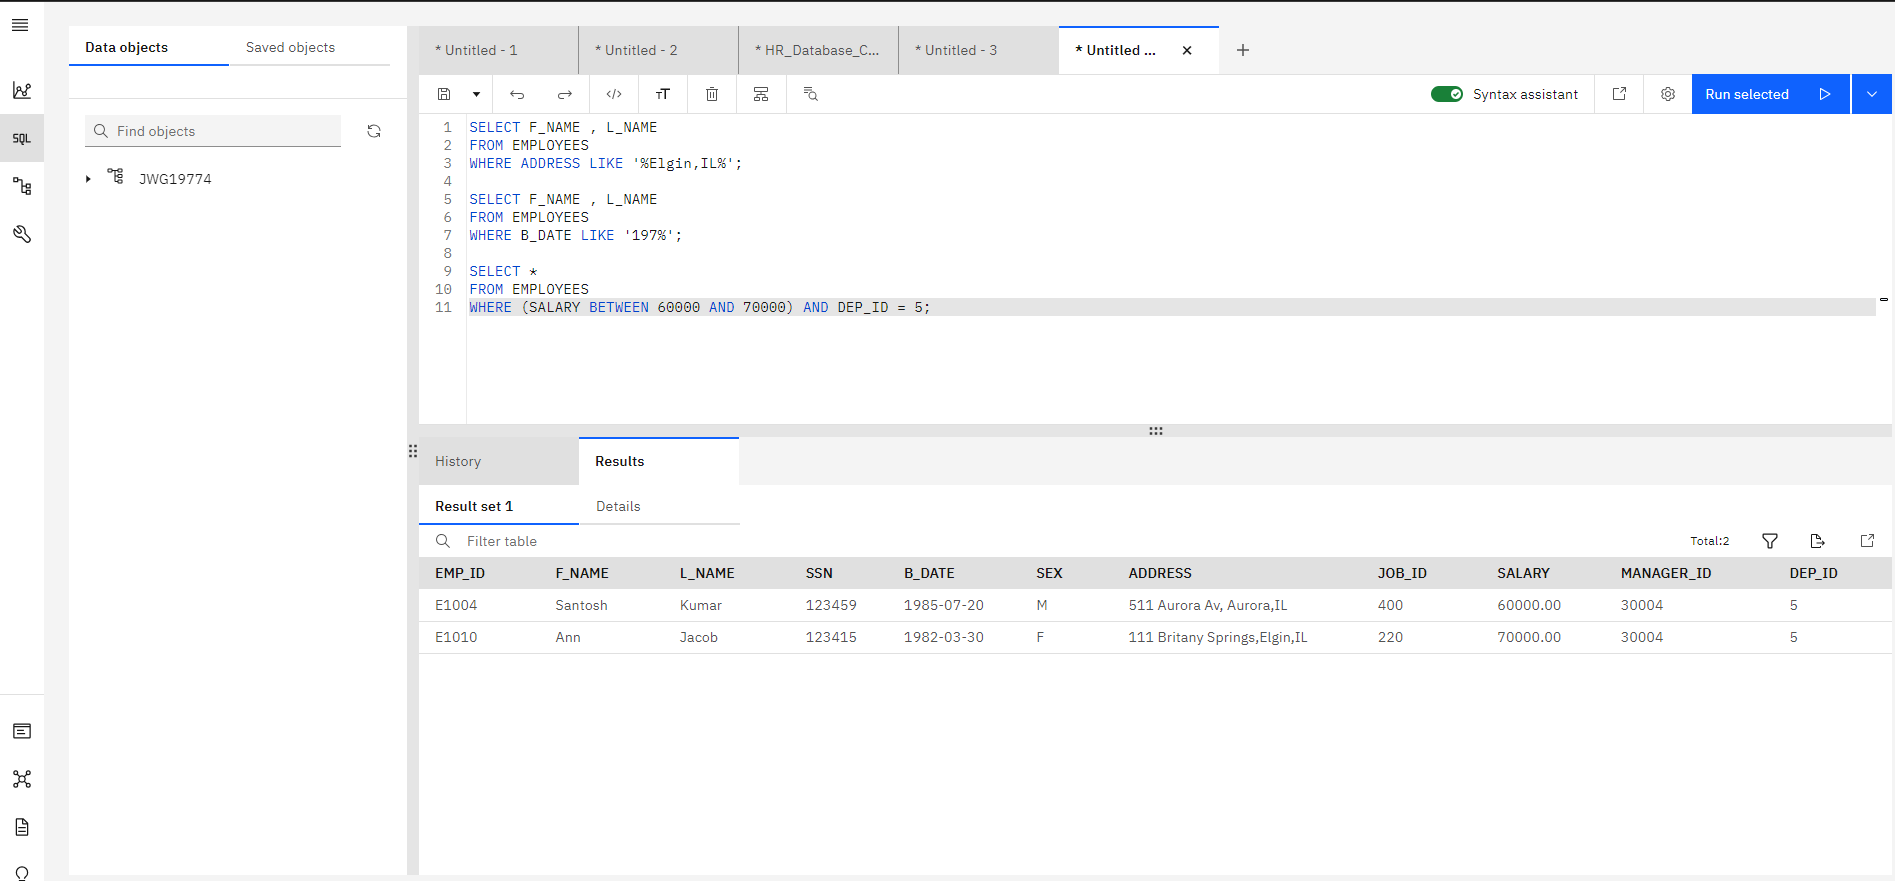 Data objects Saved objects
* Untitled - 1 * Untitled - 2 * HR_Database_C... * Untitled - 3 * Untitled ...
SQL
Find objects
JWG19774
Syntax assistant Run selected
1 SELECT F_NAME , L_NAME
2 FROM EMPLOYEES
3 WHERE ADDRESS LIKE '%Elgin,IL%';
4
5 SELECT F_NAME , L_NAME
6 FROM EMPLOYEES
7 WHERE B_DATE LIKE '197%';
8
9 SELECT *
10 FROM EMPLOYEES
11 WHERE (SALARY BETWEEN 60000 AND 70000) AND DEP_ID = 5;
History Results
Result set 1 Details
Filter table Total:2
EMP_ID F_NAME L_NAME SSN B_DATE SEX ADDRESS JOB_ID SALARY MANAGER_ID DEP_ID
E1004 Santosh Kumar 123459 1985-07-20 M 511 Aurora Av, Aurora,IL 400 60000.00 30004 5
E1010 Ann Jacob 123415 1982-03-30 F 111 Britany Springs,Elgin,IL 220 70000.00 30004 5